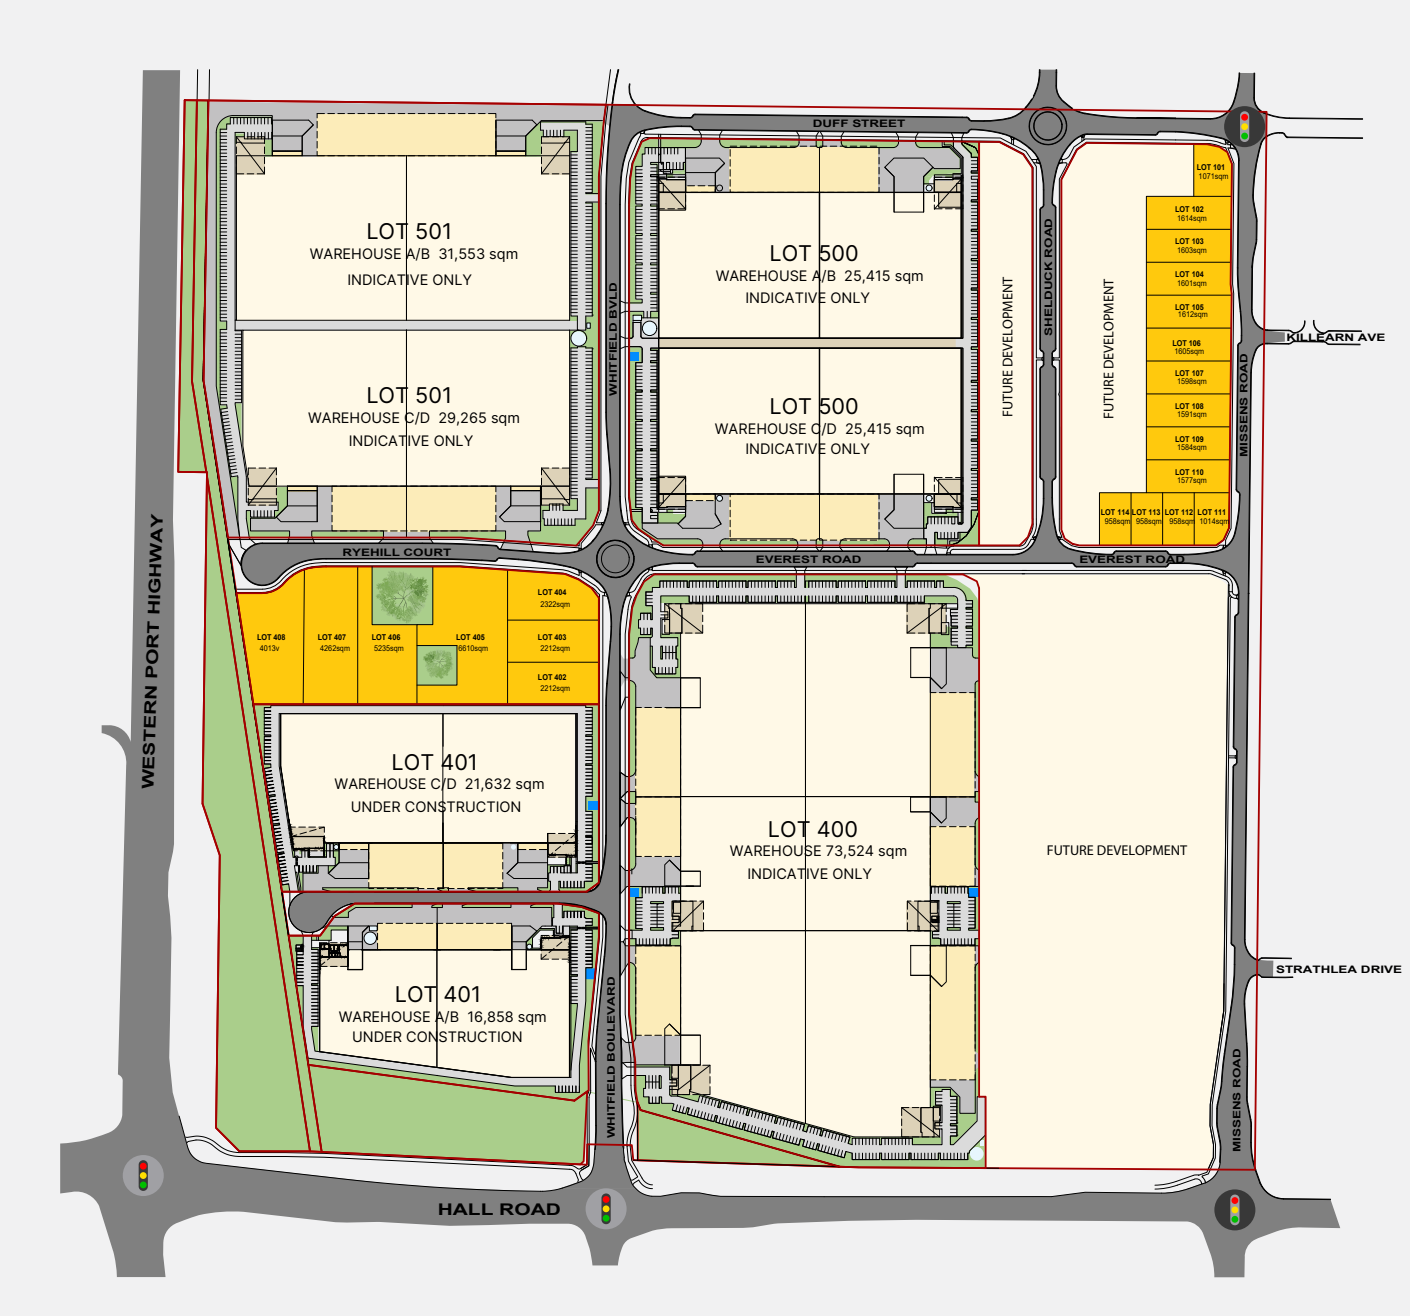 DUFF STREET
LOT 501
WAREHOUSE A/B 31,553 sqm
INDICATIVE ONLY
LOT 500
WAREHOUSE A/B 25,415 sqm
INDICATIVE ONLY
LOT 501
WAREHOUSE C/D 29,265 sqm
INDICATIVE ONLY
LOT 500
WAREHOUSE C/D 25,415 sqm
INDICATIVE ONLY
WHITFIELD BVLD
FUTURE DEVELOPMENT
SHELDUCK ROAD
FUTURE DEVELOPMENT
LOT 101
1071sqm
LOT 102
1614sqm
LOT 103
1603sqm
LOT 104
1601sqm
LOT 105
1612sqm
LOT 106
1605sqm
LOT 107
1598sqm
LOT 108
1591sqm
LOT 109
1584sqm
LOT 110
1577sqm
LOT 114
958sqm
LOT 113
958sqm
LOT 112
958sqm
LOT 111
1014sqm
MISSENS ROAD
KILLEARN AVE
RYEHILL COURT
EVEREST ROAD
EVEREST ROAD
WESTERN PORT HIGHWAY
LOT 408
4013v
LOT 407
4262sqm
LOT 406
5235sqm
LOT 405
6610sqm
LOT 404
2322sqm
LOT 403
2212sqm
LOT 402
2212sqm
LOT 401
WAREHOUSE C/D 21,632 sqm
UNDER CONSTRUCTION
LOT 400
WAREHOUSE 73,524 sqm
INDICATIVE ONLY
FUTURE DEVELOPMENT
LOT 401
WAREHOUSE A/B 16,858 sqm
UNDER CONSTRUCTION
WHITFIELD BOULEVARD
STRATHLEA DRIVE
MISSENS ROAD
HALL ROAD